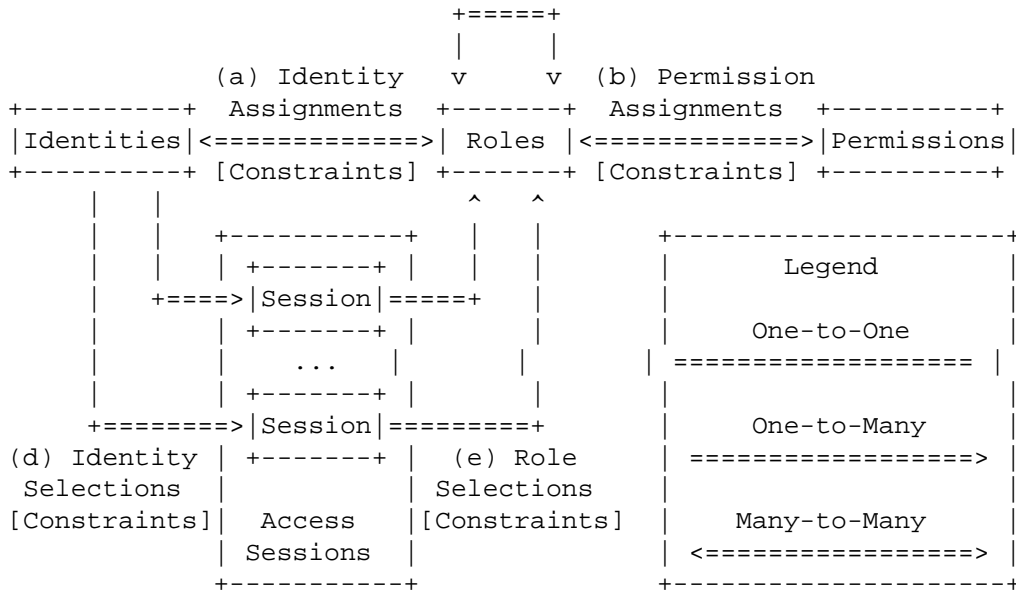 (a) Identity (b) Permission
Assignments Assignments
Identities Roles Permissions
[Constraints] [Constraints]
Legend
Session
One-to-One
...
Session One-to-Many
(d) Identity (e) Role
Selections Selections
[Constraints] Access [Constraints] Many-to-Many
Sessions